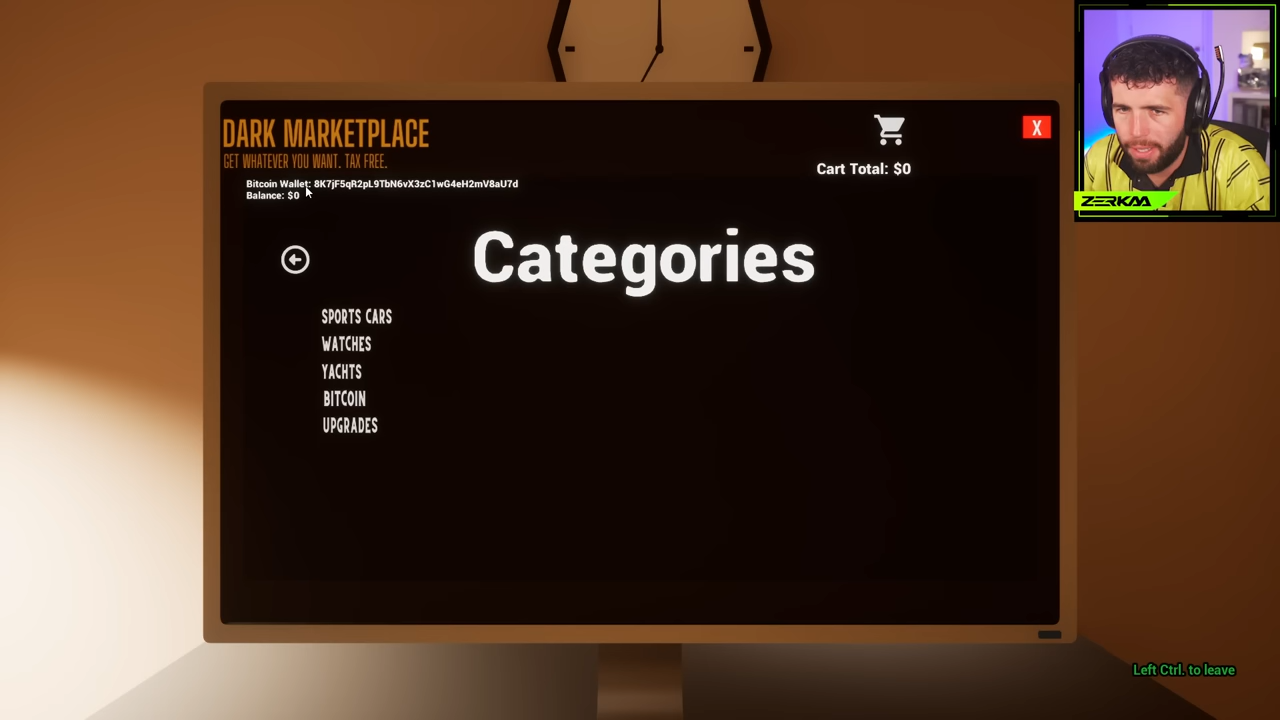 DARK MARKETPLACE
GET WHATEVER YOU WANT. TAX FREE.
Bitcoin Wallet: 8K7jF5qR2pL9TbN6vX3zC1wG4eH2mV8aU7d
Balance: $0
Cart Total: $0
X
Categories
SPORTS CARS
WATCHES
YACHTS
BITCOIN
UPGRADES
ZERKAA
Left Ctrl. to leave